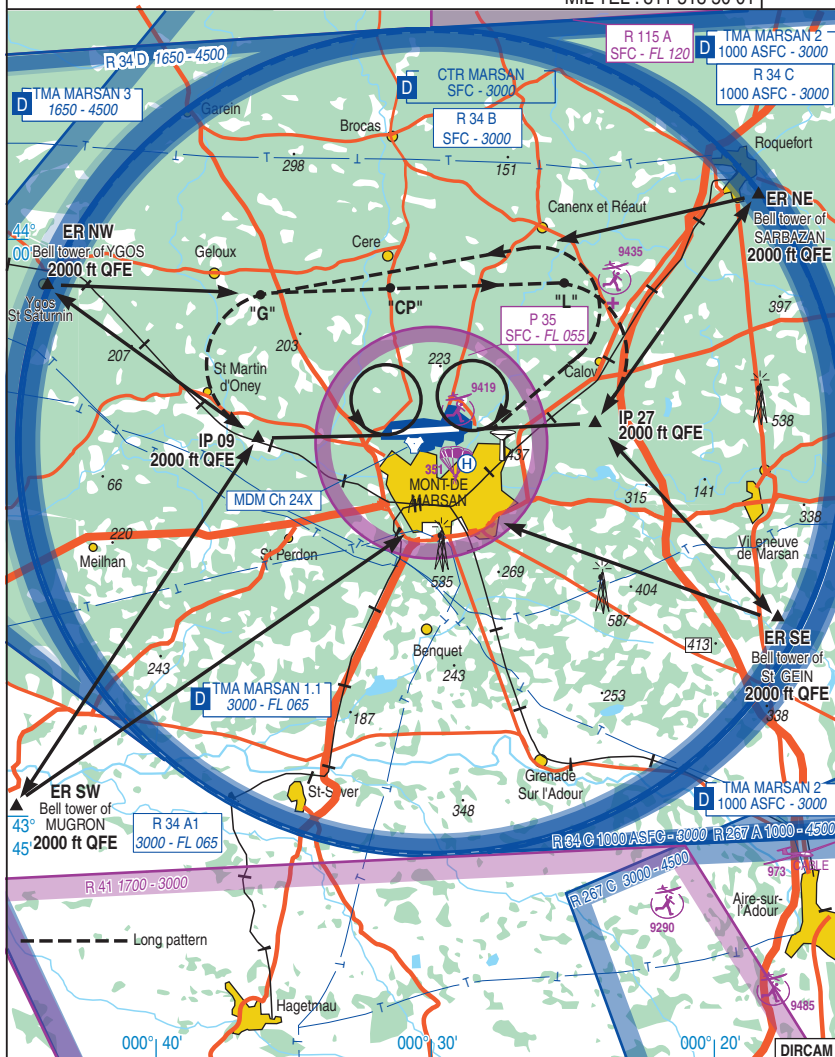 R 34 D 1650 - 4500
R 115 A
SFC - FL 120
D
TMA MARSAN 2
1000 ASFC - 3000
R 34 C
1000 ASFC - 3000
D
TMA MARSAN 3
1650 - 4500
D
CTR MARSAN
SFC - 3000
R 34 B
SFC - 3000
Garein
Brocas
Roquefort
298
151
ER NE
Bell tower of
SARBAZAN
2000 ft QFE
Canenx et Réaut
44°
00'
ER NW
Bell tower of YGOS
2000 ft QFE
Geloux
Cere
9435
Ygos
St Saturnin
"G"
"CP"
"L"
397
P 35
SFC - FL 055
207
203
223
St Martin
d'Oney
Caloy
9419
538
IP 09
2000 ft QFE
IP 27
2000 ft QFE
437
351
H
MONT-DE
MARSAN
66
MDM Ch 24X
315
141
338
220
Meilhan
St Perdon
Villeneuve
de Marsan
535
269
404
587
Benquet
413
ER SE
Bell tower of
St GEIN
2000 ft QFE
243
243
D
TMA MARSAN 1.1
3000 - FL 065
187
253
338
Grenade
Sur l'Adour
ER SW
Bell tower of
MUGRON
2000 ft QFE
St-Sever
348
D
TMA MARSAN 2
1000 ASFC - 3000
43°
45'
R 34 A1
3000 - FL 065
R 34 C 1000 ASFC - 3000 R 267 A 1000 - 4500
R 41 1700 - 3000
R 267 C 3000-4500
973
CABLE
Aire-sur-
l'Adour
9290
Long pattern
9485
Hagetmau
000° 40'
000° 30'
000° 20'
DIRCAM